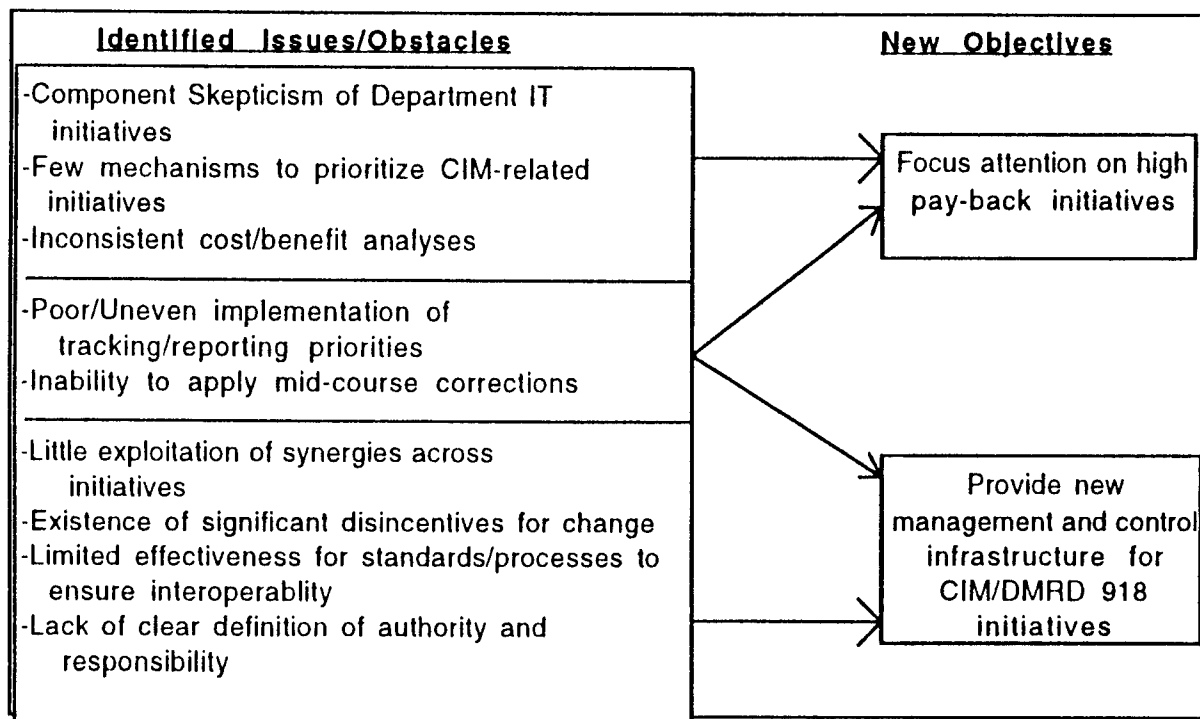 Identified Issues/Obstacles
New Objectives
-Component Skepticism of Department IT
initiatives
-Few mechanisms to prioritize CIM-related
initiatives
-Inconsistent cost/benefit analyses
-Poor/Uneven implementation of
tracking/reporting priorities
-Inability to apply mid-course corrections
-Little exploitation of synergies across
initiatives
-Existence of significant disincentives for change
-Limited effectiveness for standards/processes to
ensure interoperablity
-Lack of clear definition of authority and
responsibility
Focus attention on high
pay-back initiatives
Provide new
management and control
infrastructure for
CIM/DMRD 918
initiatives